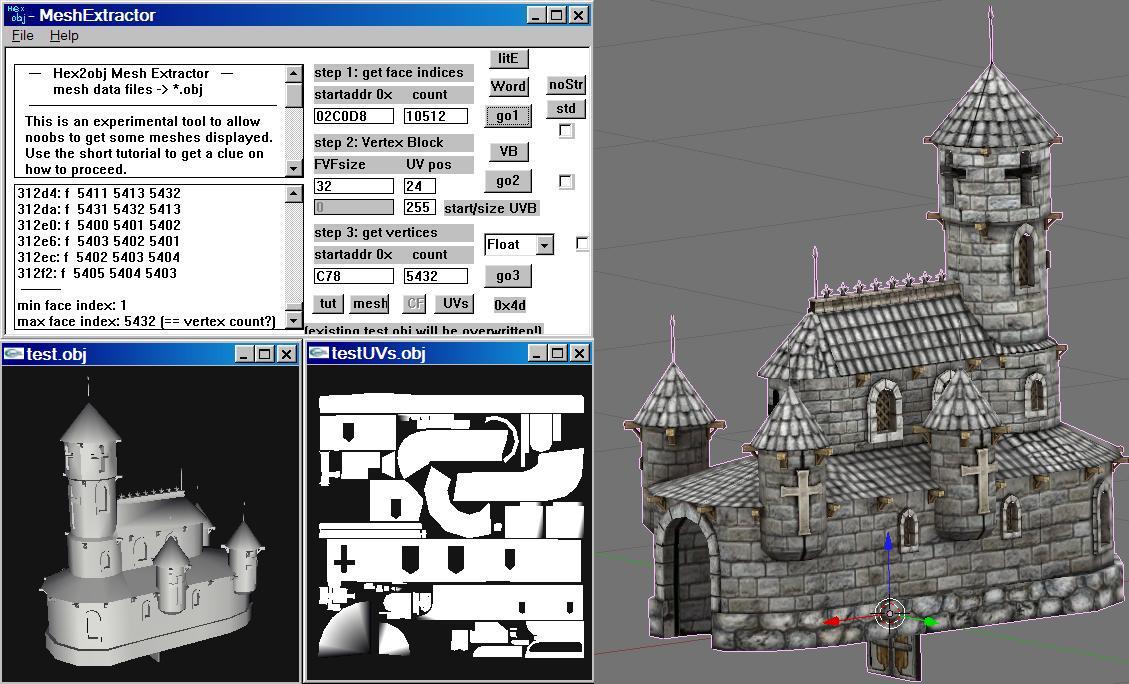 Hex obj - MeshExtractor
File Help
— Hex2obj Mesh Extractor —
mesh data files -> *.obj
This is an experimental tool to allow
noobs to get some meshes displayed.
Use the short tutorial to get a clue on
how to proceed.
312d4: f 5411 5413 5432
312da: f 5431 5432 5413
312e0: f 5400 5401 5402
312e6: f 5403 5402 5401
312ec: f 5402 5403 5404
312f2: f 5405 5404 5403
min face index: 1
max face index: 5432 (== vertex count?)
litE
step 1: get face indices
Word noStr
startaddr 0x count
std
02C0D8 10512 go1
step 2: Vertex Block
VB
FVFsize UV pos
32 24 go2
0 255 start/size UVB
step 3: get vertices
Float
startaddr 0x count
C78 5432 go3
tut mesh CF UVs 0x4d
(existing test.obj will be overwritten!)
test.obj
testUVs.obj